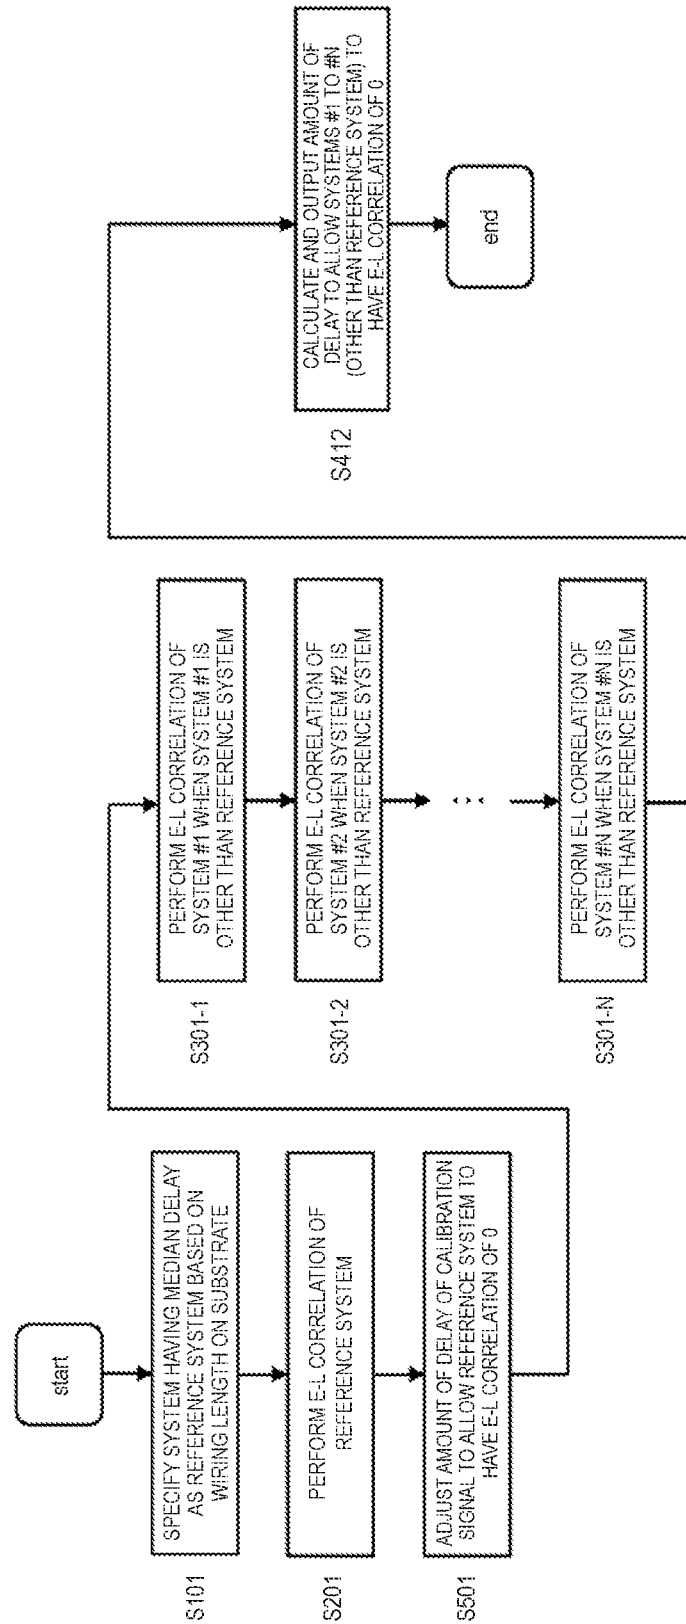 start
S101
SPECIFY SYSTEM HAVING MEDIAN DELAY
AS REFERENCE SYSTEM BASED ON
WIRING LENGTH ON SUBSTRATE
S201
PERFORM E-L CORRELATION OF
REFERENCE SYSTEM
S501
ADJUST AMOUNT OF DELAY OF CALIBRATION
SIGNAL TO ALLOW REFERENCE SYSTEM TO
HAVE E-L CORRELATION OF 0
S301-1
PERFORM E-L CORRELATION OF
SYSTEM #1 WHEN SYSTEM #1 IS
OTHER THAN REFERENCE SYSTEM
S301-2
PERFORM E-L CORRELATION OF
SYSTEM #2 WHEN SYSTEM #2 IS
OTHER THAN REFERENCE SYSTEM
S301-N
PERFORM E-L CORRELATION OF
SYSTEM #N WHEN SYSTEM #N IS
OTHER THAN REFERENCE SYSTEM
S412
CALCULATE AND OUTPUT AMOUNT OF
DELAY TO ALLOW SYSTEMS #1 TO #N
(OTHER THAN REFERENCE SYSTEM) TO
HAVE E-L CORRELATION OF 0
end